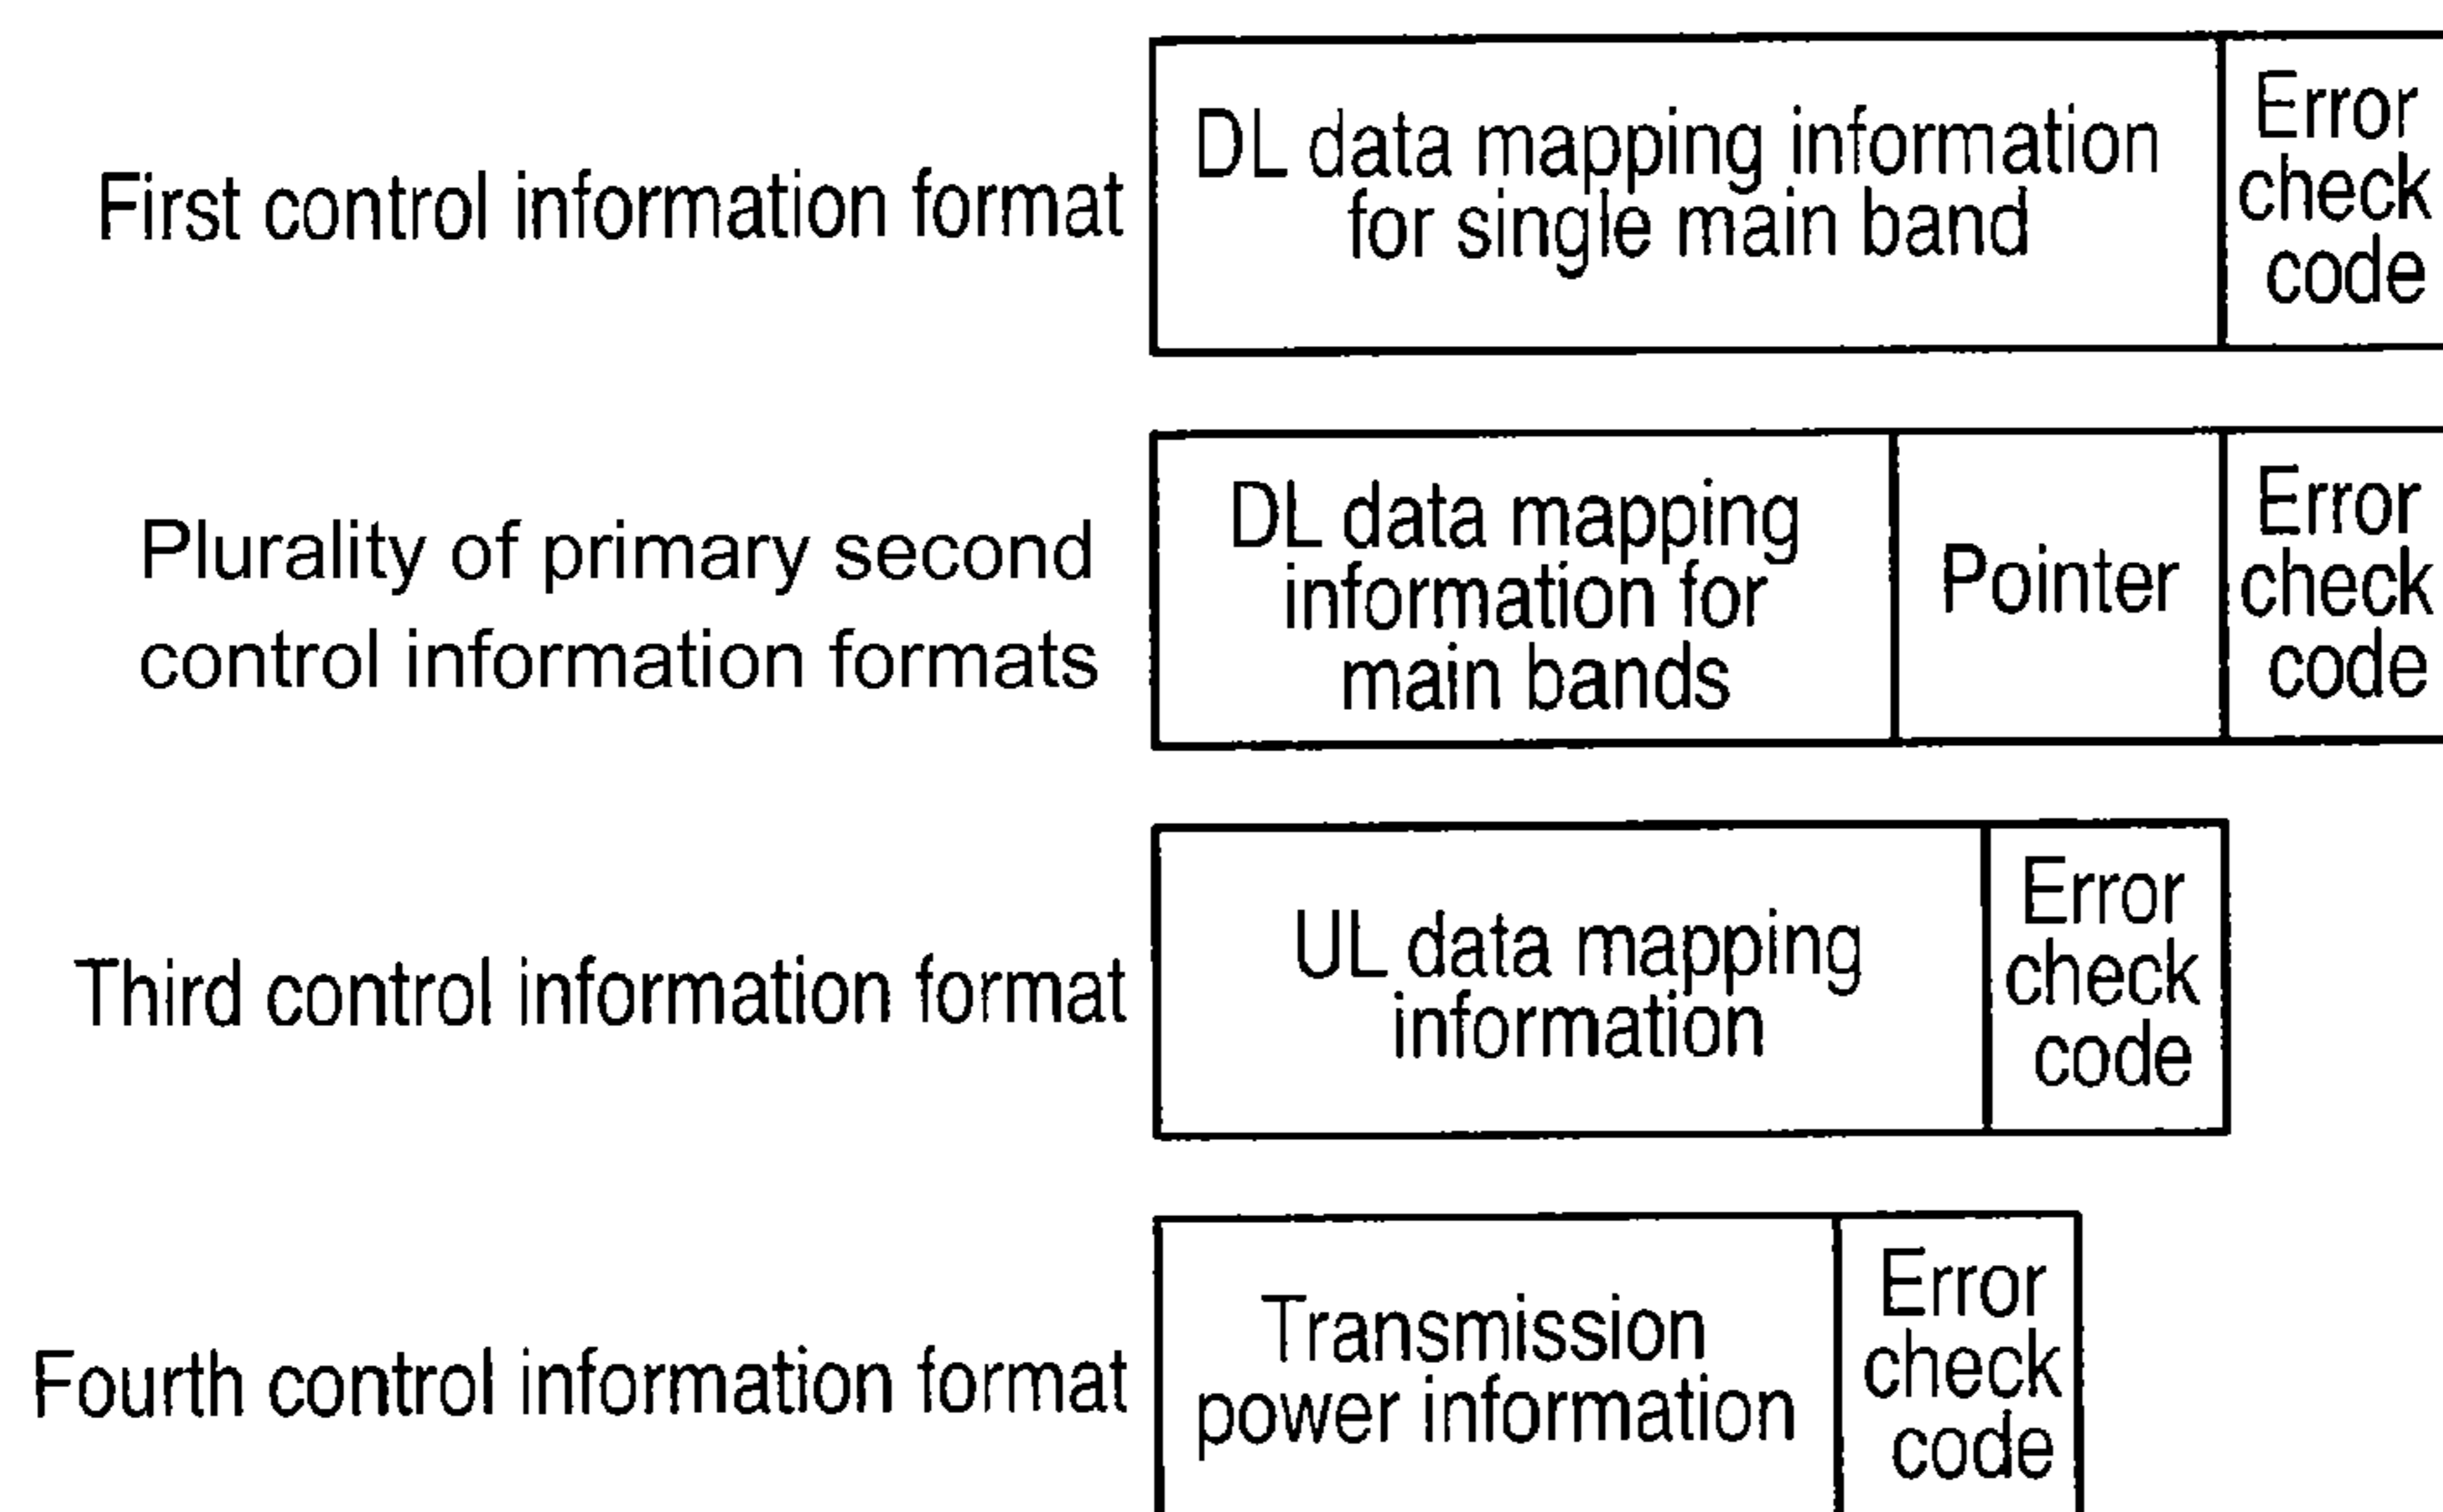 First control information format
DL data mapping information
for single main band
Error
check
code
Plurality of primary second
control information formats
DL data mapping
information for
main bands
Pointer
Error
check
code
Third control information format
UL data mapping
information
Error
check
code
Fourth control information format
Transmission
power information
Error
check
code